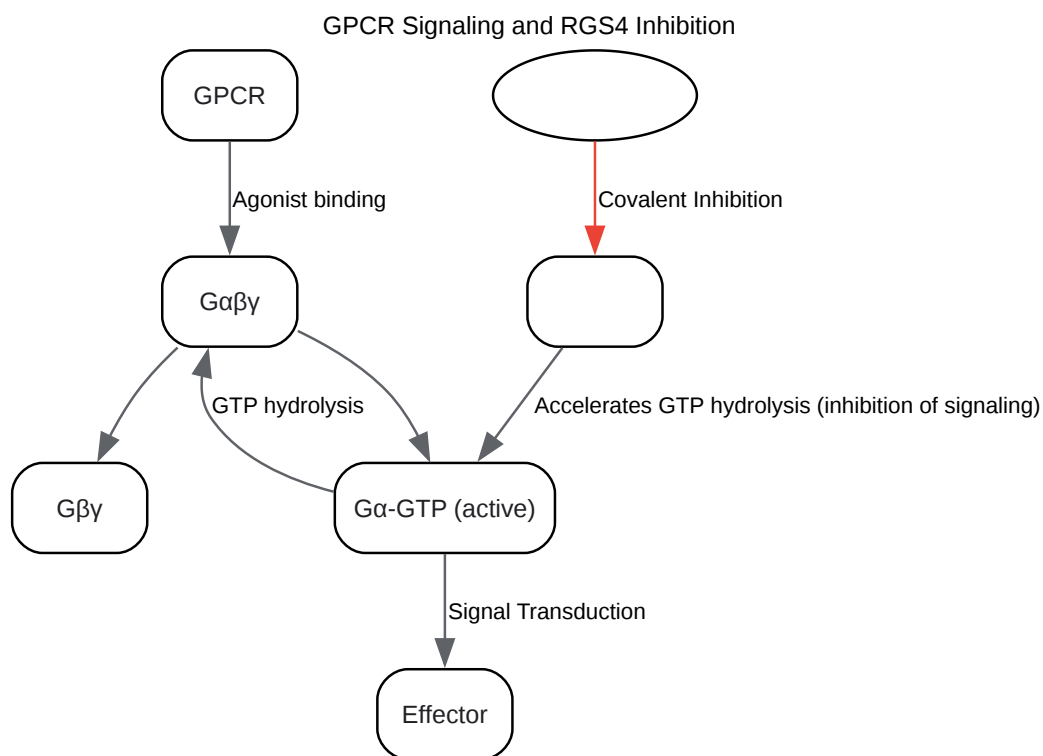 GPCR Signaling and RGS4 Inhibition
GPCR
Agonist binding
Covalent Inhibition
Gαβγ
GTP hydrolysis
Accelerates GTP hydrolysis (inhibition of signaling)
Gβγ
Gα-GTP (active)
Signal Transduction
Effector